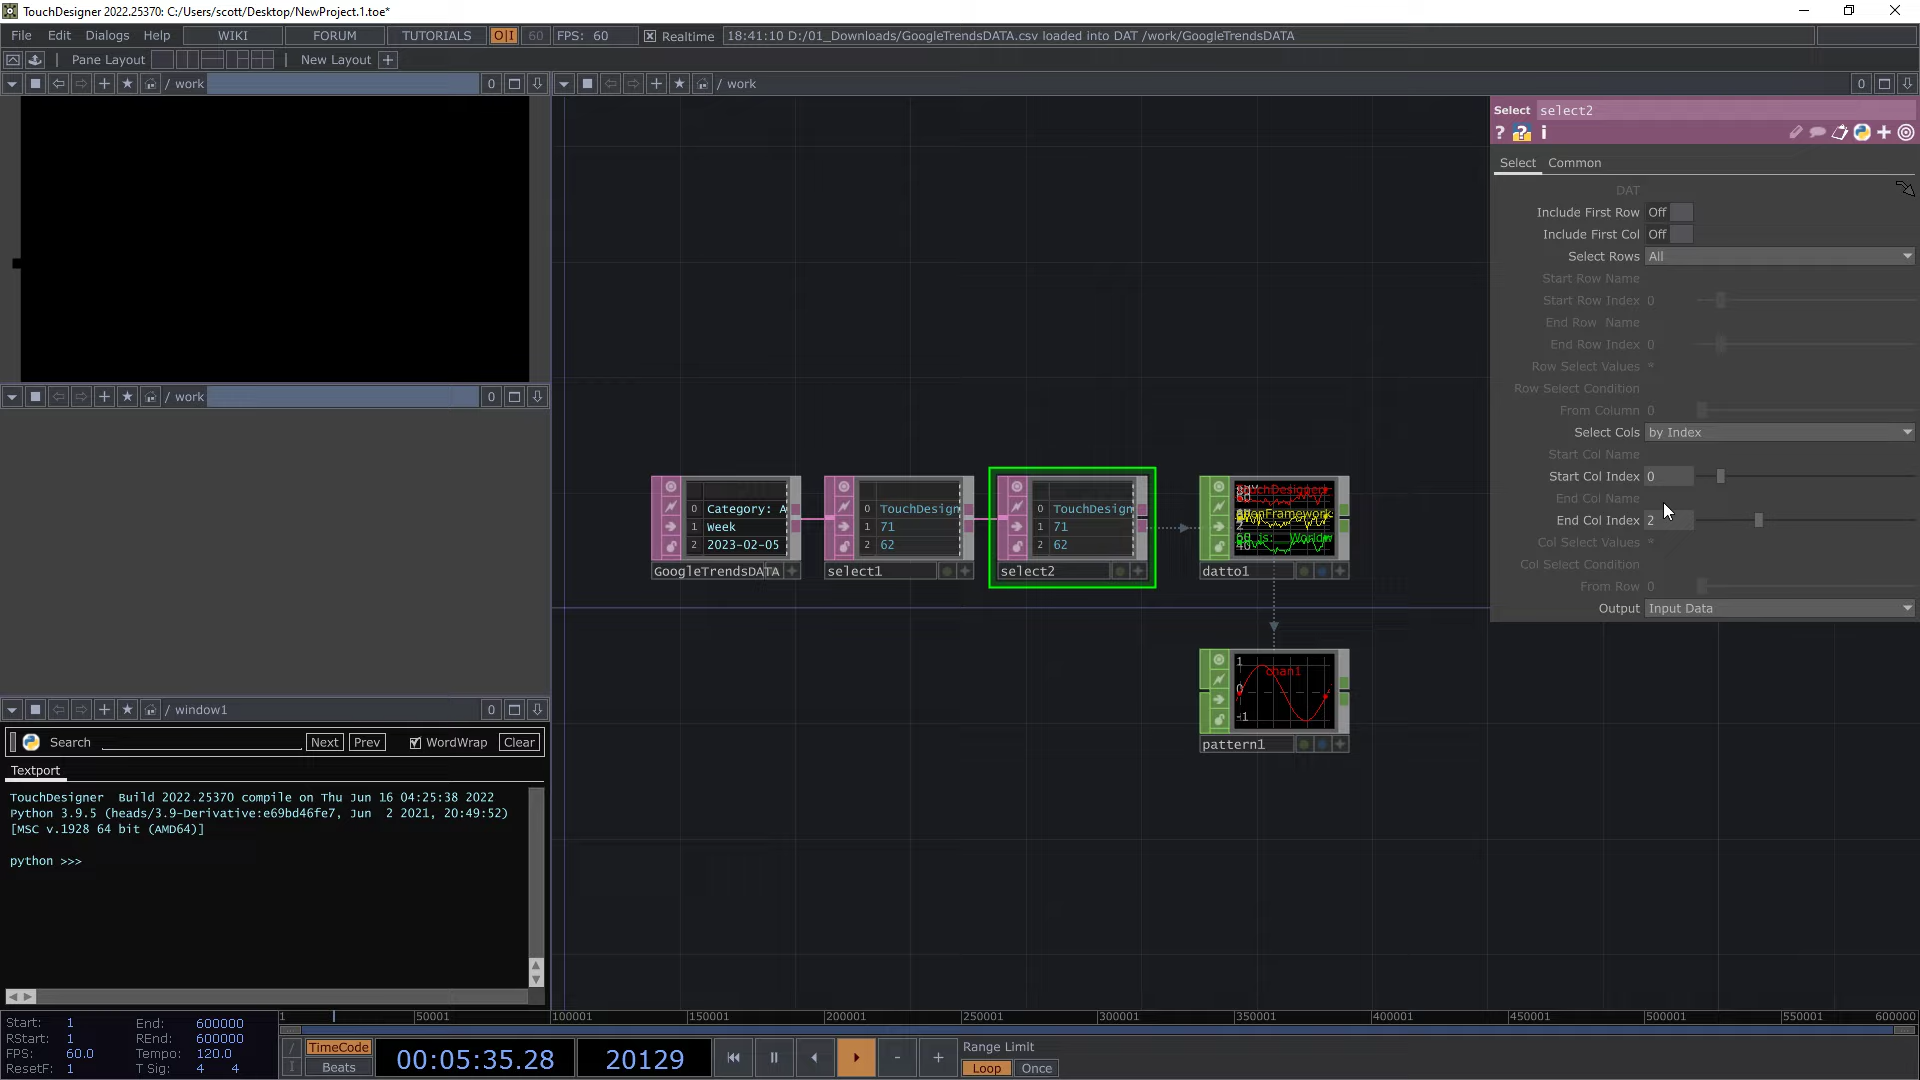 TouchDesigner 2022.25370: C:/Users/scott/Desktop/NewProject.1.toe*
File Edit Dialogs Help WIKI FORUM TUTORIALS O|I 60 FPS: 60 Realtime 18:41:10 D:/01_Downloads/GoogleTrendsDATA.csv loaded into DAT /work/GoogleTrendsDATA
Pane Layout New Layout +
/ work 0
/ work 0
/ work 0
/ window1 0
Search Next Prev WordWrap Clear
Textport
TouchDesigner Build 2022.25370 compile on Thu Jun 16 04:25:38 2022
Python 3.9.5 (heads/3.9-Derivative:e69bd46fe7, Jun 2 2021, 20:49:52)
[MSC v.1928 64 bit (AMD64)]
python >>>
0 Category: A
1 Week
2 2023-02-05
GoogleTrendsDATA
0 TouchDesign
1 71
2 62
select1
0 TouchDesign
1 71
2 62
select2
datto1
1 chan1
0
-1
pattern1
Select select2
? ? i
Select Common
DAT
Include First Row Off
Include First Col Off
Select Rows All
Start Row Name
Start Row Index 0
End Row Name
End Row Index 0
Row Select Values *
Row Select Condition
From Column 0
Select Cols by Index
Start Col Name
Start Col Index 0
End Col Name
End Col Index 2
Col Select Values *
Col Select Condition
From Row 0
Output Input Data
Start: 1 End: 600000
RStart: 1 REnd: 600000
FPS: 60.0 Tempo: 120.0
ResetF: 1 T Sig: 4 4
1 50001 100001 150001 200001 250001 300001 350001 400001 450001 500001 550001 600000
TimeCode
Beats
00:05:35.28
20129
- +
Range Limit
Loop Once